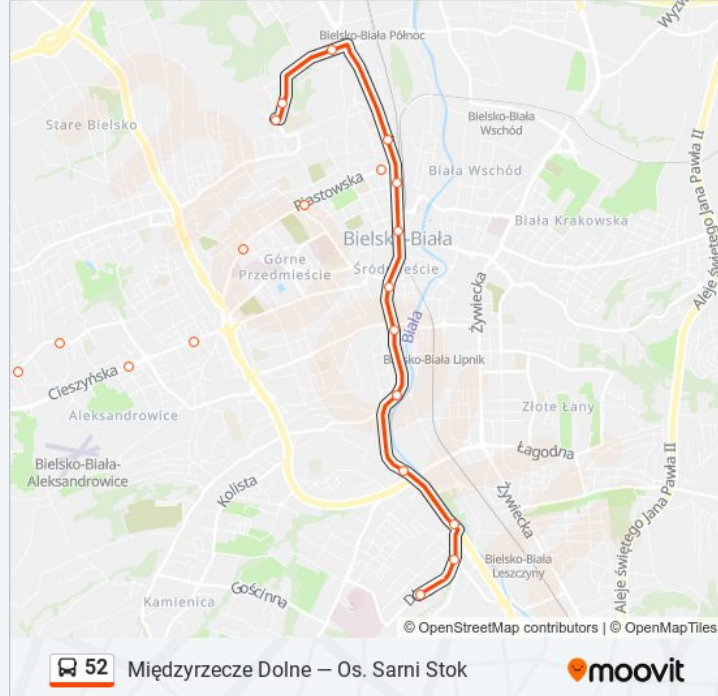 Bielsko-Biała Północ
Wyzwo
Stare Bielsko
Bielsko-Biała
Wschód
Biała Wschód
Piastowska
Biała Krakowska
Bielsko-Biała
Górne
Przedmieście
Śródmieście
Żywiecka
Aleje świętego Jana Pawła II
Biała
Bielsko-Biała Lipnik
Cieszyńska
Aleksandrowice
Złote Łany
Łagodna
Bielsko-Biała-
Aleksandrowice
Kolista
Żywiecka
Aleje świętego Jana Pawła II
Bielsko-Biała
Leszczyny
Gościnna
Kamienica
© OpenStreetMap contributors | © OpenMapTiles
52 Międzyrzecze Dolne — Os. Sarni Stok
moovit